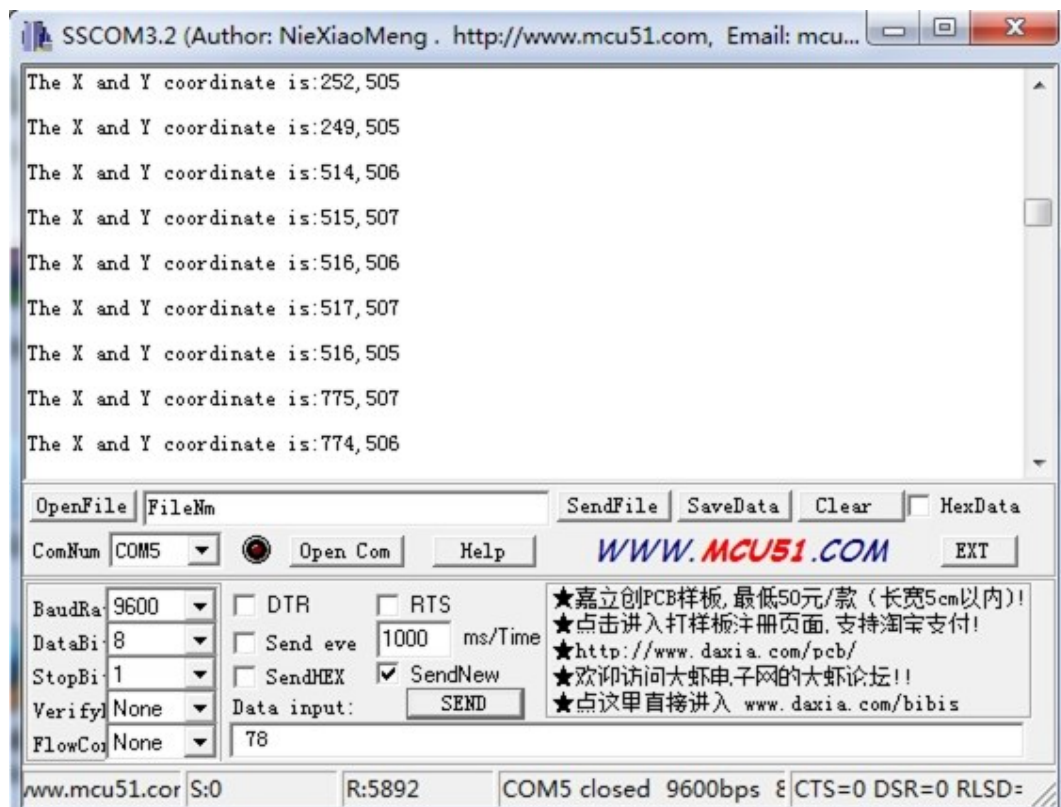 SSCOM3.2 (Author: NieXiaoMeng . http://www.mcu51.com, Email: mcu...
The X and Y coordinate is:252,505
The X and Y coordinate is:249,505
The X and Y coordinate is:514,506
The X and Y coordinate is:515,507
The X and Y coordinate is:516,506
The X and Y coordinate is:517,507
The X and Y coordinate is:516,505
The X and Y coordinate is:775,507
The X and Y coordinate is:774,506
OpenFile FileNm SendFile SaveData Clear HexData
ComNum COM5 Open Com Help WWW.MCU51.COM EXT
BaudRa 9600 DTR RTS
DataBi 8 Send eve 1000 ms/Time
StopBi 1 SendHEX SendNew
Verify None Data input: SEND
FlowCo None 78
★嘉立创PCB样板,最低50元/款（长宽5cm以内)!
★点击进入打样板注册页面,支持淘宝支付!
★http://www.daxia.com/pcb/
★欢迎访问大虾电子网的大虾论坛!!
★点这里直接进入 www.daxia.com/bibis
www.mcu51.cor S:0 R:5892 COM5 closed 9600bps 8 CTS=0 DSR=0 RLSD=